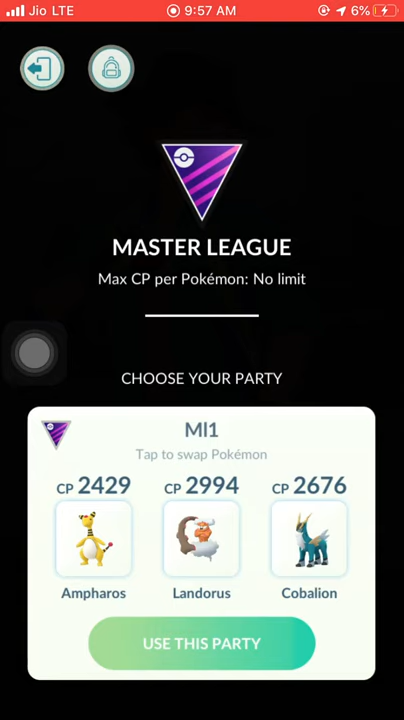 Jio LTE 9:57 AM 6%
MASTER LEAGUE
Max CP per Pokémon: No limit
CHOOSE YOUR PARTY
Ml1
Tap to swap Pokémon
CP 2429 CP 2994 CP 2676
Ampharos Landorus Cobalion
USE THIS PARTY